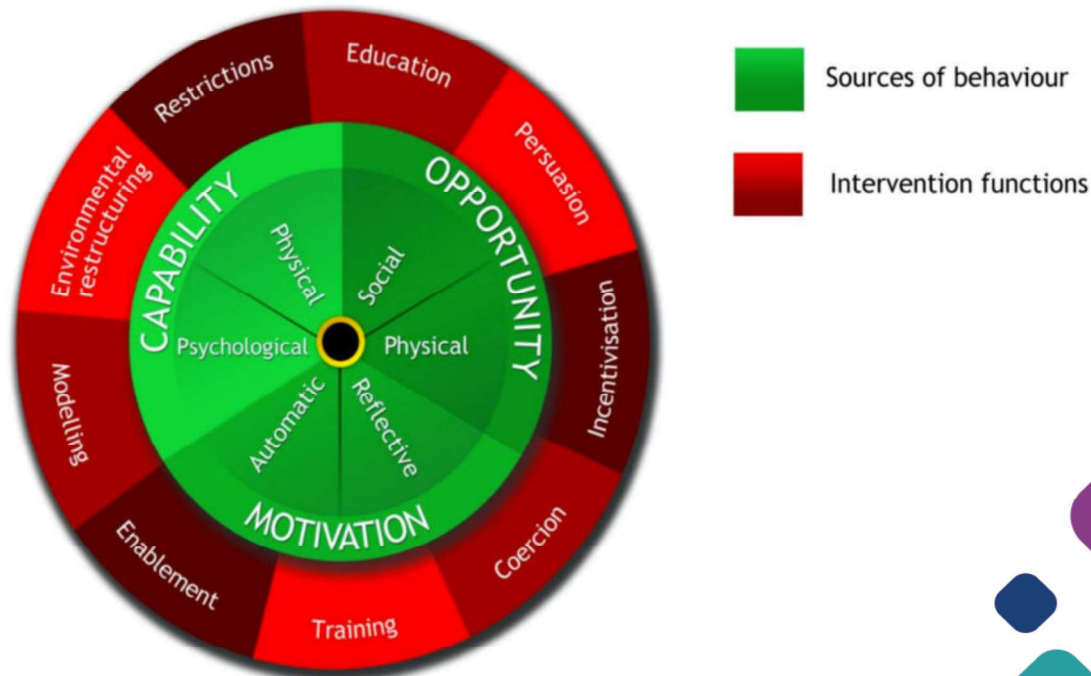 Restrictions
Education
Persuasion
Incentivisation
Coercion
Training
Enablement
Modelling
Environmental
restructuring
CAPABILITY
OPPORTUNITY
MOTIVATION
Physical
Social
Physical
Reflective
Automatic
Psychological
Sources of behaviour
Intervention functions